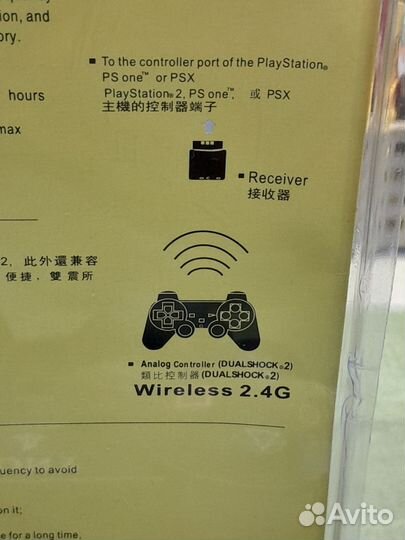 ion, and
ry.
■ To the controller port of the PlayStation®
PS one™ or PSX
PlayStation®2, PS one™, 或 PSX
主機的控制器端子
hours
max
■ Receiver
接收器
2, 此外還兼容
便捷, 雙震所
■ Analog Controller (DUALSHOCK®2)
類比控制器(DUALSHOCK®2)
Wireless 2.4G
uency to avoid
on it;
e for a long time,
Avito